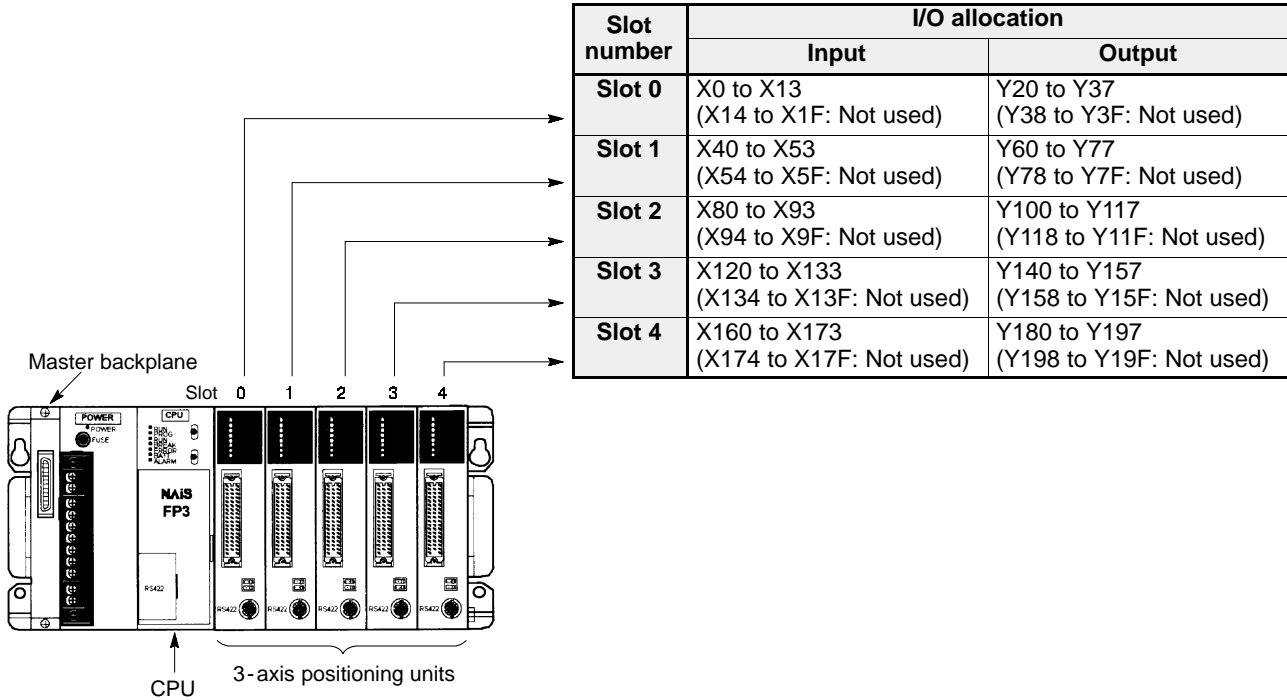 Slot number
I/O allocation
Input
Output
Slot 0
X0 to X13
(X14 to X1F: Not used)
Y20 to Y37
(Y38 to Y3F: Not used)
Slot 1
X40 to X53
(X54 to X5F: Not used)
Y60 to Y77
(Y78 to Y7F: Not used)
Slot 2
X80 to X93
(X94 to X9F: Not used)
Y100 to Y117
(Y118 to Y11F: Not used)
Slot 3
X120 to X133
(X134 to X13F: Not used)
Y140 to Y157
(Y158 to Y15F: Not used)
Slot 4
X160 to X173
(X174 to X17F: Not used)
Y180 to Y197
(Y198 to Y19F: Not used)
Master backplane
Slot 0 1 2 3 4
POWER
POWER
FUSE
CPU
RUN
PROG
RUN
BREAK
ERROR
BATT
ALARM
NAiS
FP3
RS422
RS422 RS422 RS422 RS422 RS422
3-axis positioning units
CPU